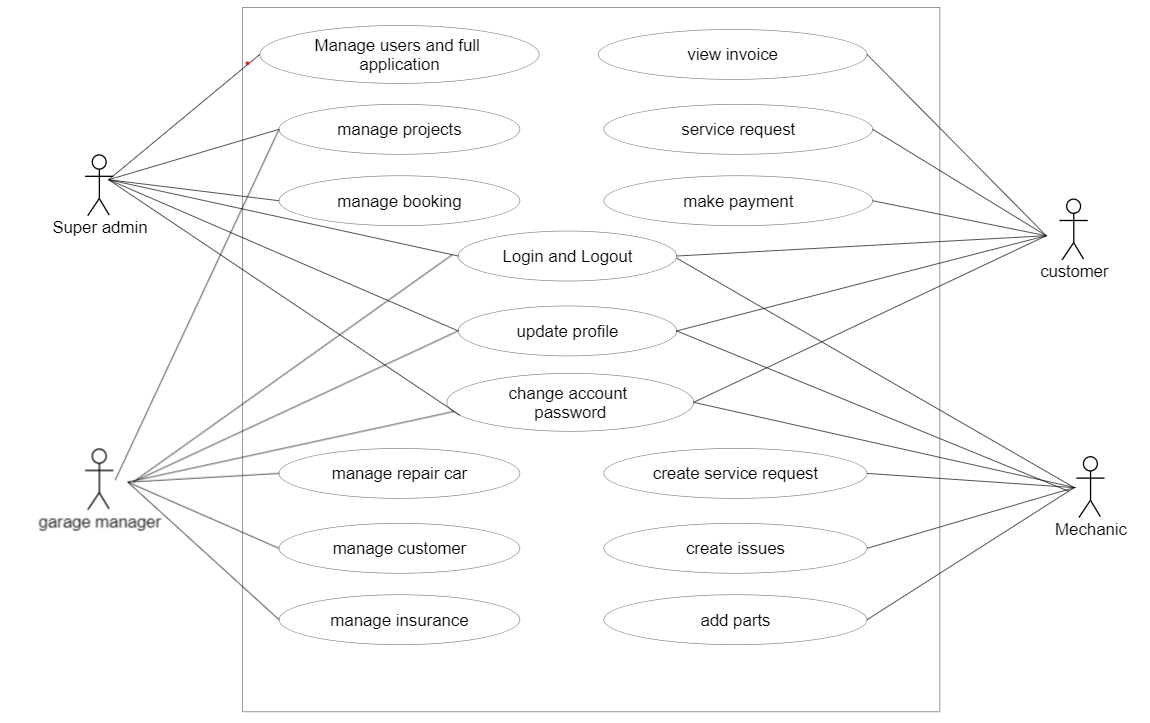 Manage users and full
application
view invoice
manage projects
service request
manage booking
make payment
Super admin
Login and Logout
customer
update profile
change account
password
manage repair car
create service request
garage manager
Mechanic
manage customer
create issues
manage insurance
add parts